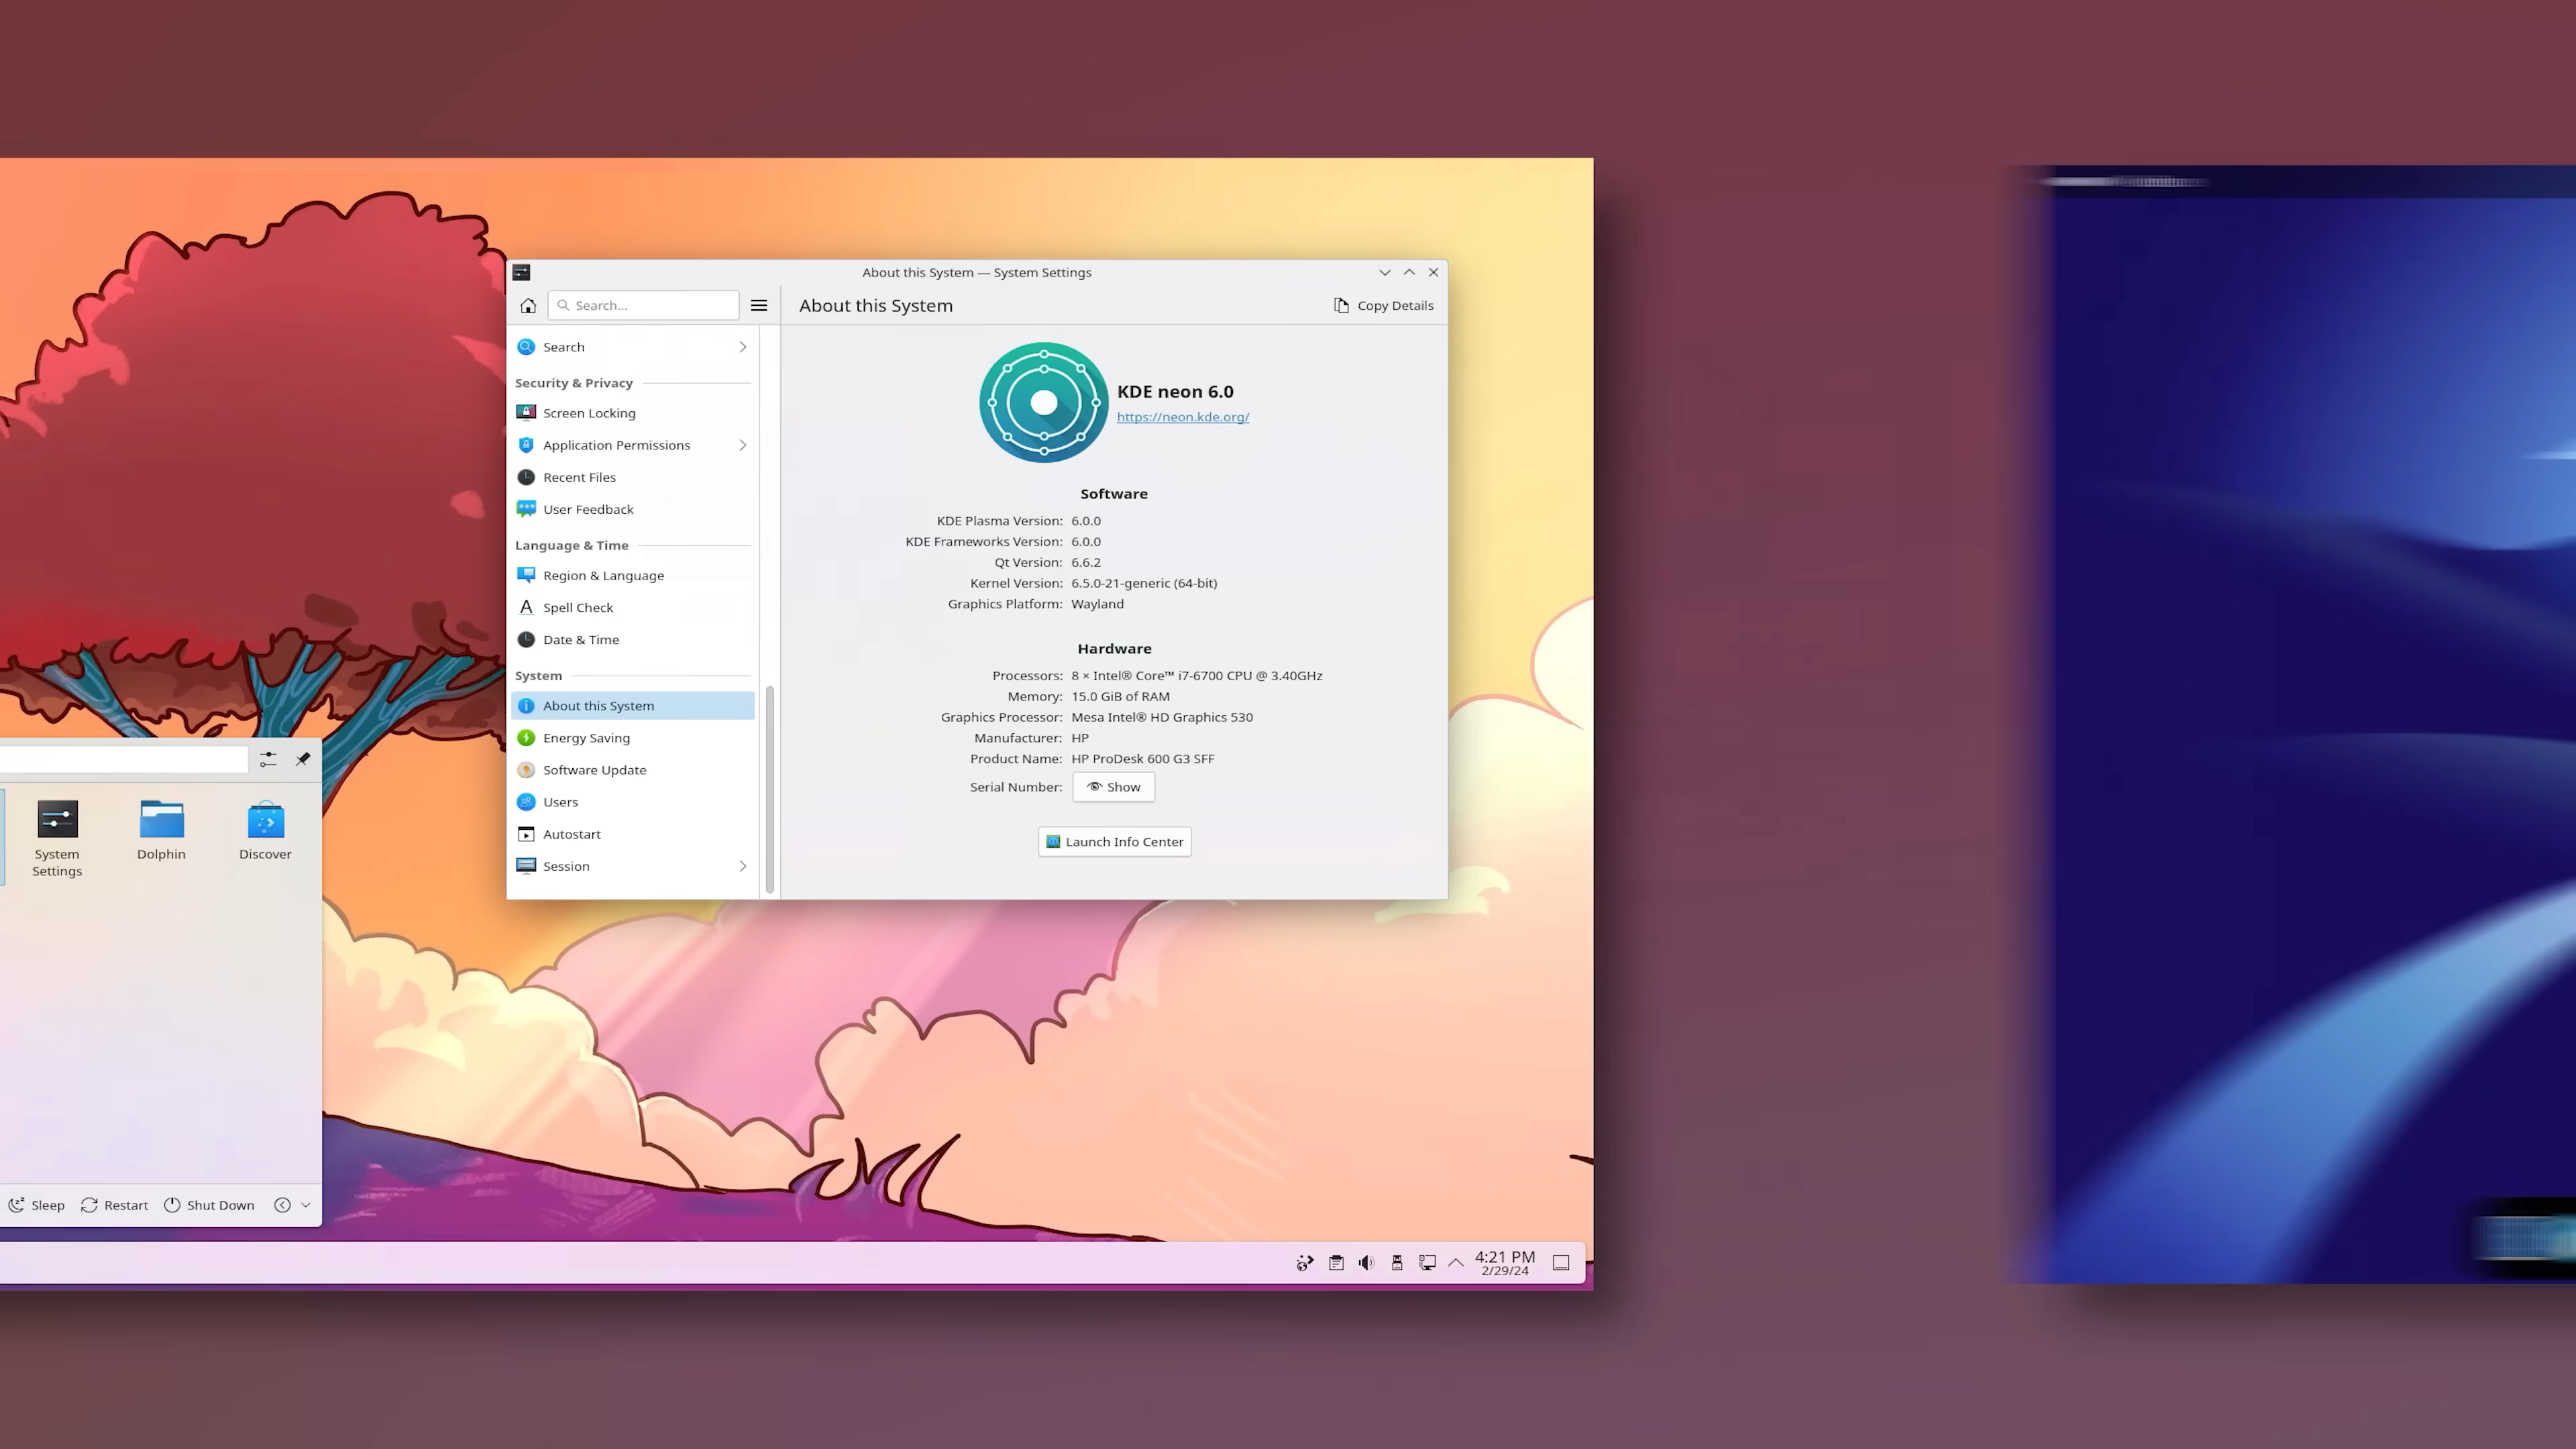 About this System — System Settings
Search...
About this System
Copy Details
Search
Security & Privacy
Screen Locking
Application Permissions
Recent Files
User Feedback
Language & Time
Region & Language
Spell Check
Date & Time
System
About this System
Energy Saving
Software Update
Users
Autostart
Session
KDE neon 6.0
https://neon.kde.org/
Software
KDE Plasma Version: 6.0.0
KDE Frameworks Version: 6.0.0
Qt Version: 6.6.2
Kernel Version: 6.5.0-21-generic (64-bit)
Graphics Platform: Wayland
Hardware
Processors: 8 × Intel® Core™ i7-6700 CPU @ 3.40GHz
Memory: 15.0 GiB of RAM
Graphics Processor: Mesa Intel® HD Graphics 530
Manufacturer: HP
Product Name: HP ProDesk 600 G3 SFF
Serial Number: Show
Launch Info Center
System
Settings
Dolphin
Discover
Sleep
Restart
Shut Down
4:21 PM
2/29/24